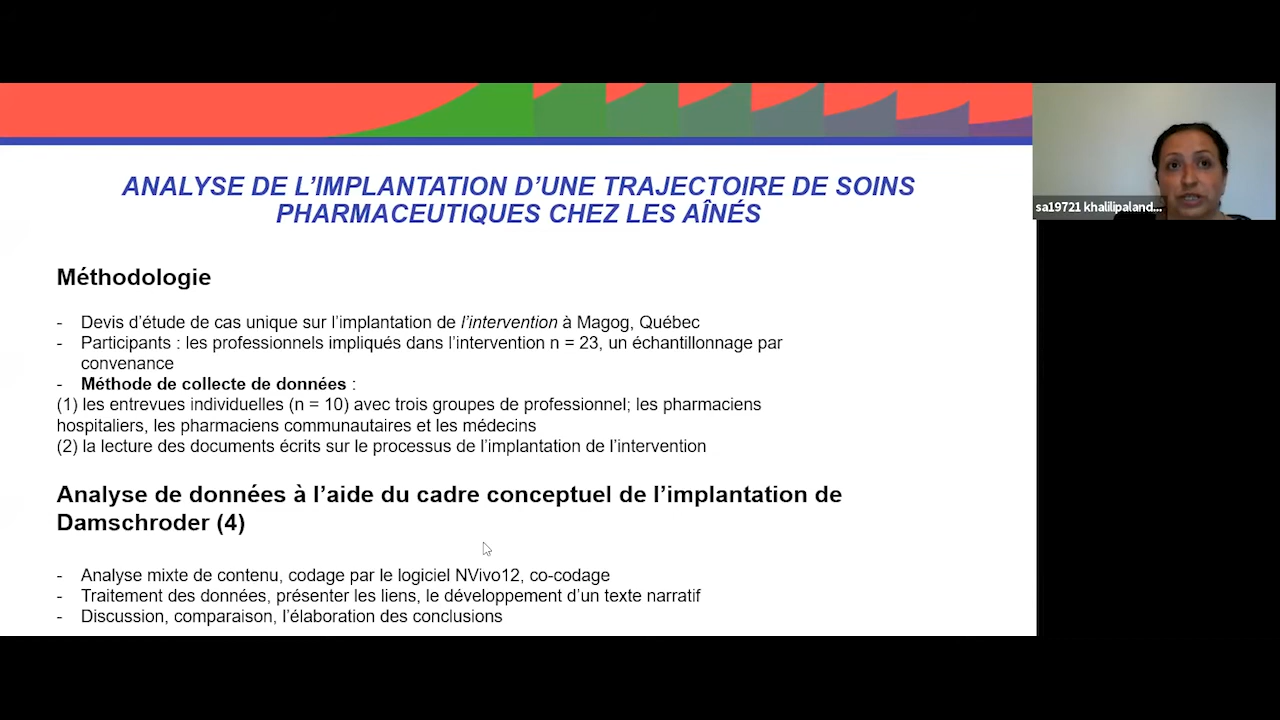 ANALYSE DE L'IMPLANTATION D'UNE TRAJECTOIRE DE SOINS
PHARMACEUTIQUES CHEZ LES AÎNÉS
sa19721 khalilipaland...
Méthodologie
- Devis d'étude de cas unique sur l'implantation de l'intervention à Magog, Québec
- Participants : les professionnels impliqués dans l'intervention n = 23, un échantillonnage par
convenance
- Méthode de collecte de données :
(1) les entrevues individuelles (n = 10) avec trois groupes de professionnel; les pharmaciens
hospitaliers, les pharmaciens communautaires et les médecins
(2) la lecture des documents écrits sur le processus de l'implantation de l'intervention
Analyse de données à l'aide du cadre conceptuel de l'implantation de
Damschroder (4)
- Analyse mixte de contenu, codage par le logiciel NVivo12, co-codage
- Traitement des données, présenter les liens, le développement d'un texte narratif
- Discussion, comparaison, l'élaboration des conclusions